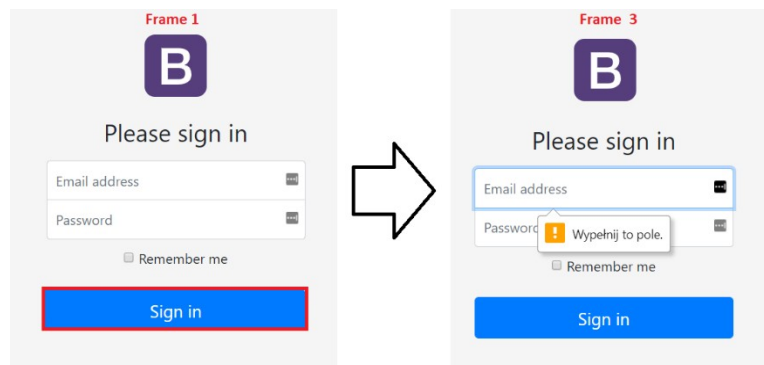 Frame 1
B
Please sign in
Email address
Password
Remember me
Sign in
Frame 3
B
Please sign in
Email address
Password
Wypełnij to pole.
Remember me
Sign in